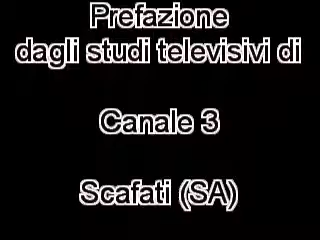 Prefazione
dagli studi televisivi di
Canale 3
Scafati (SA)